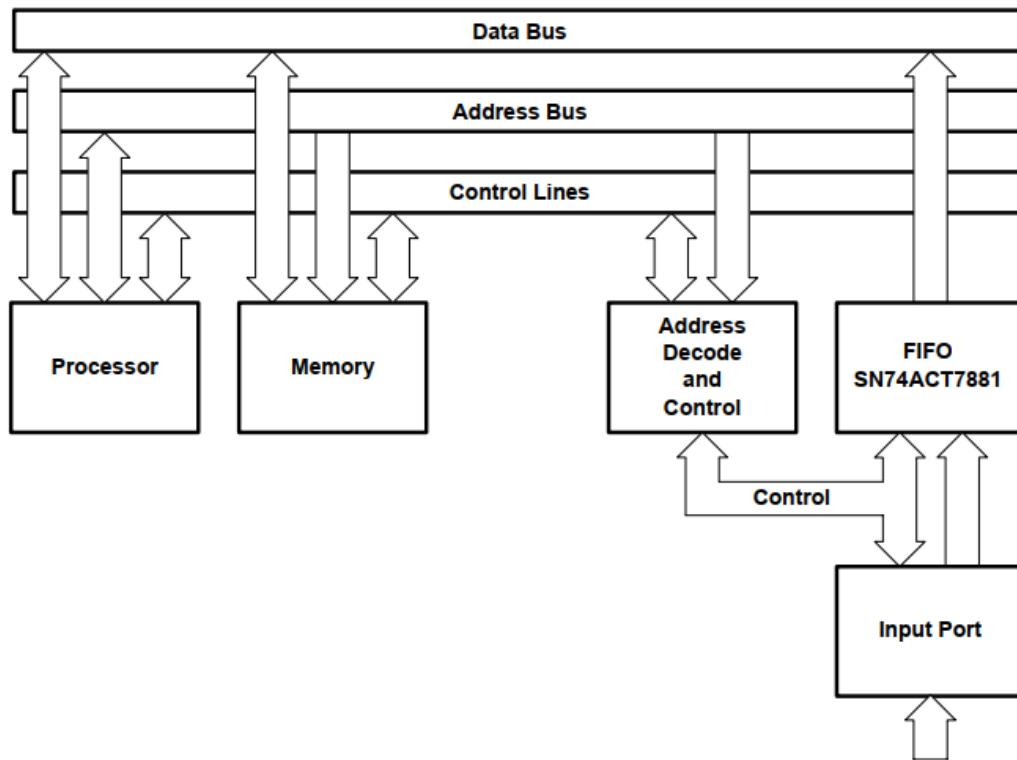 Data Bus
Address Bus
Control Lines
Processor
Memory
Address
Decode
and
Control
FIFO
SN74ACT7881
Control
Input Port